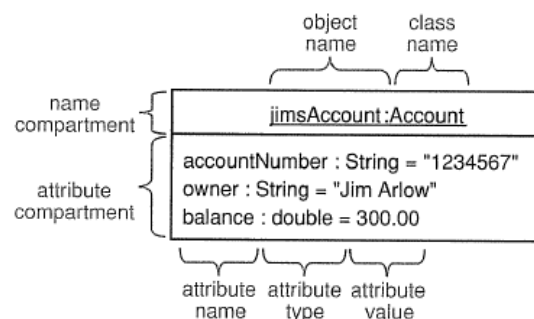 object class
name name
name
compartment
jimsAccount:Account
attribute
compartment
accountNumber : String = "1234567"
owner : String = "Jim Arlow"
balance : double = 300.00
attribute attribute attribute
name type value